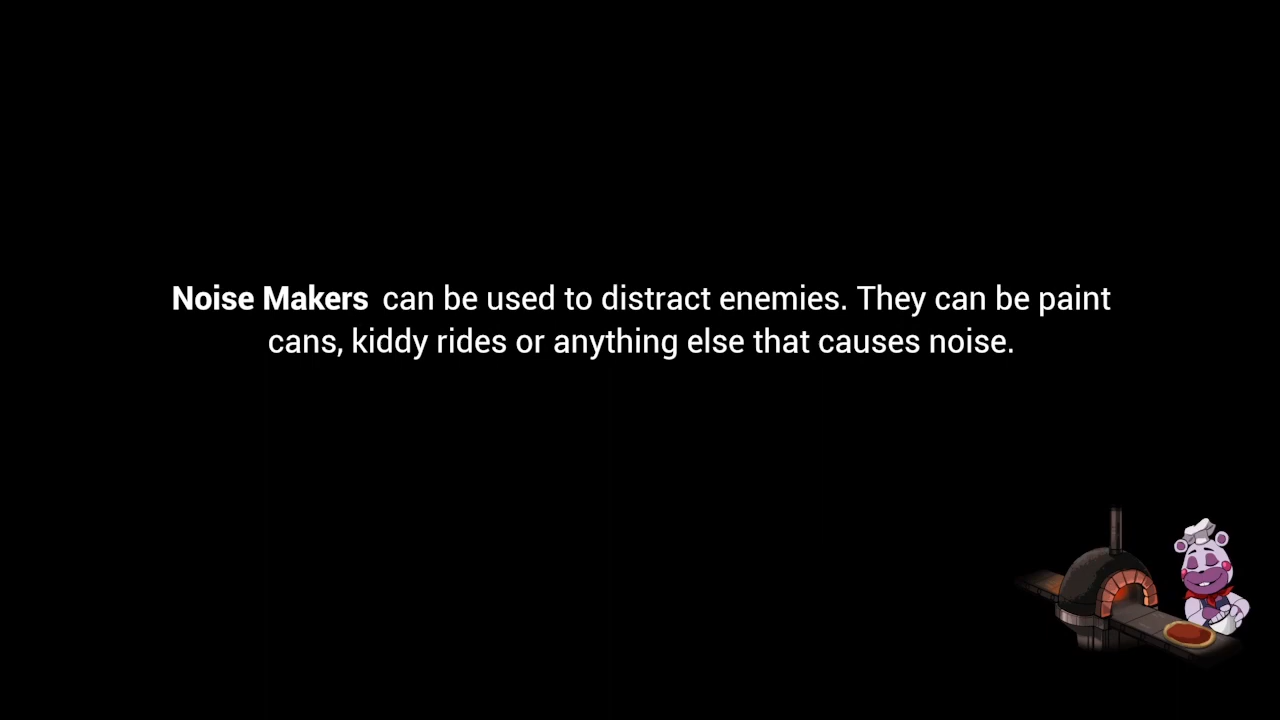 Noise Makers can be used to distract enemies. They can be paint
cans, kiddy rides or anything else that causes noise.